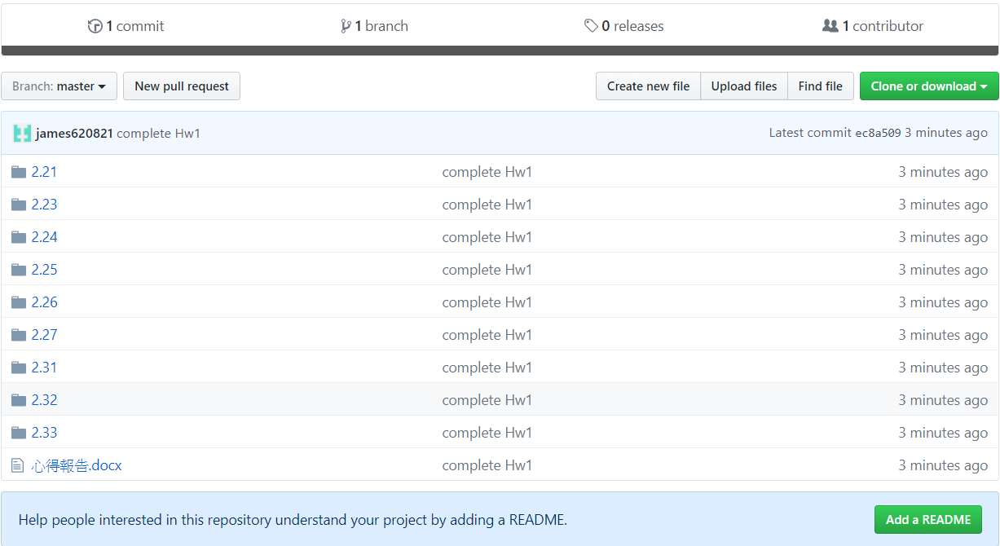 1 commit 1 branch 0 releases 1 contributor
Branch: master New pull request Create new file Upload files Find file Clone or download
james620821 complete Hw1 Latest commit ec8a509 3 minutes ago
2.21 complete Hw1 3 minutes ago
2.23 complete Hw1 3 minutes ago
2.24 complete Hw1 3 minutes ago
2.25 complete Hw1 3 minutes ago
2.26 complete Hw1 3 minutes ago
2.27 complete Hw1 3 minutes ago
2.31 complete Hw1 3 minutes ago
2.32 complete Hw1 3 minutes ago
2.33 complete Hw1 3 minutes ago
心得報告.docx complete Hw1 3 minutes ago
Help people interested in this repository understand your project by adding a README. Add a README